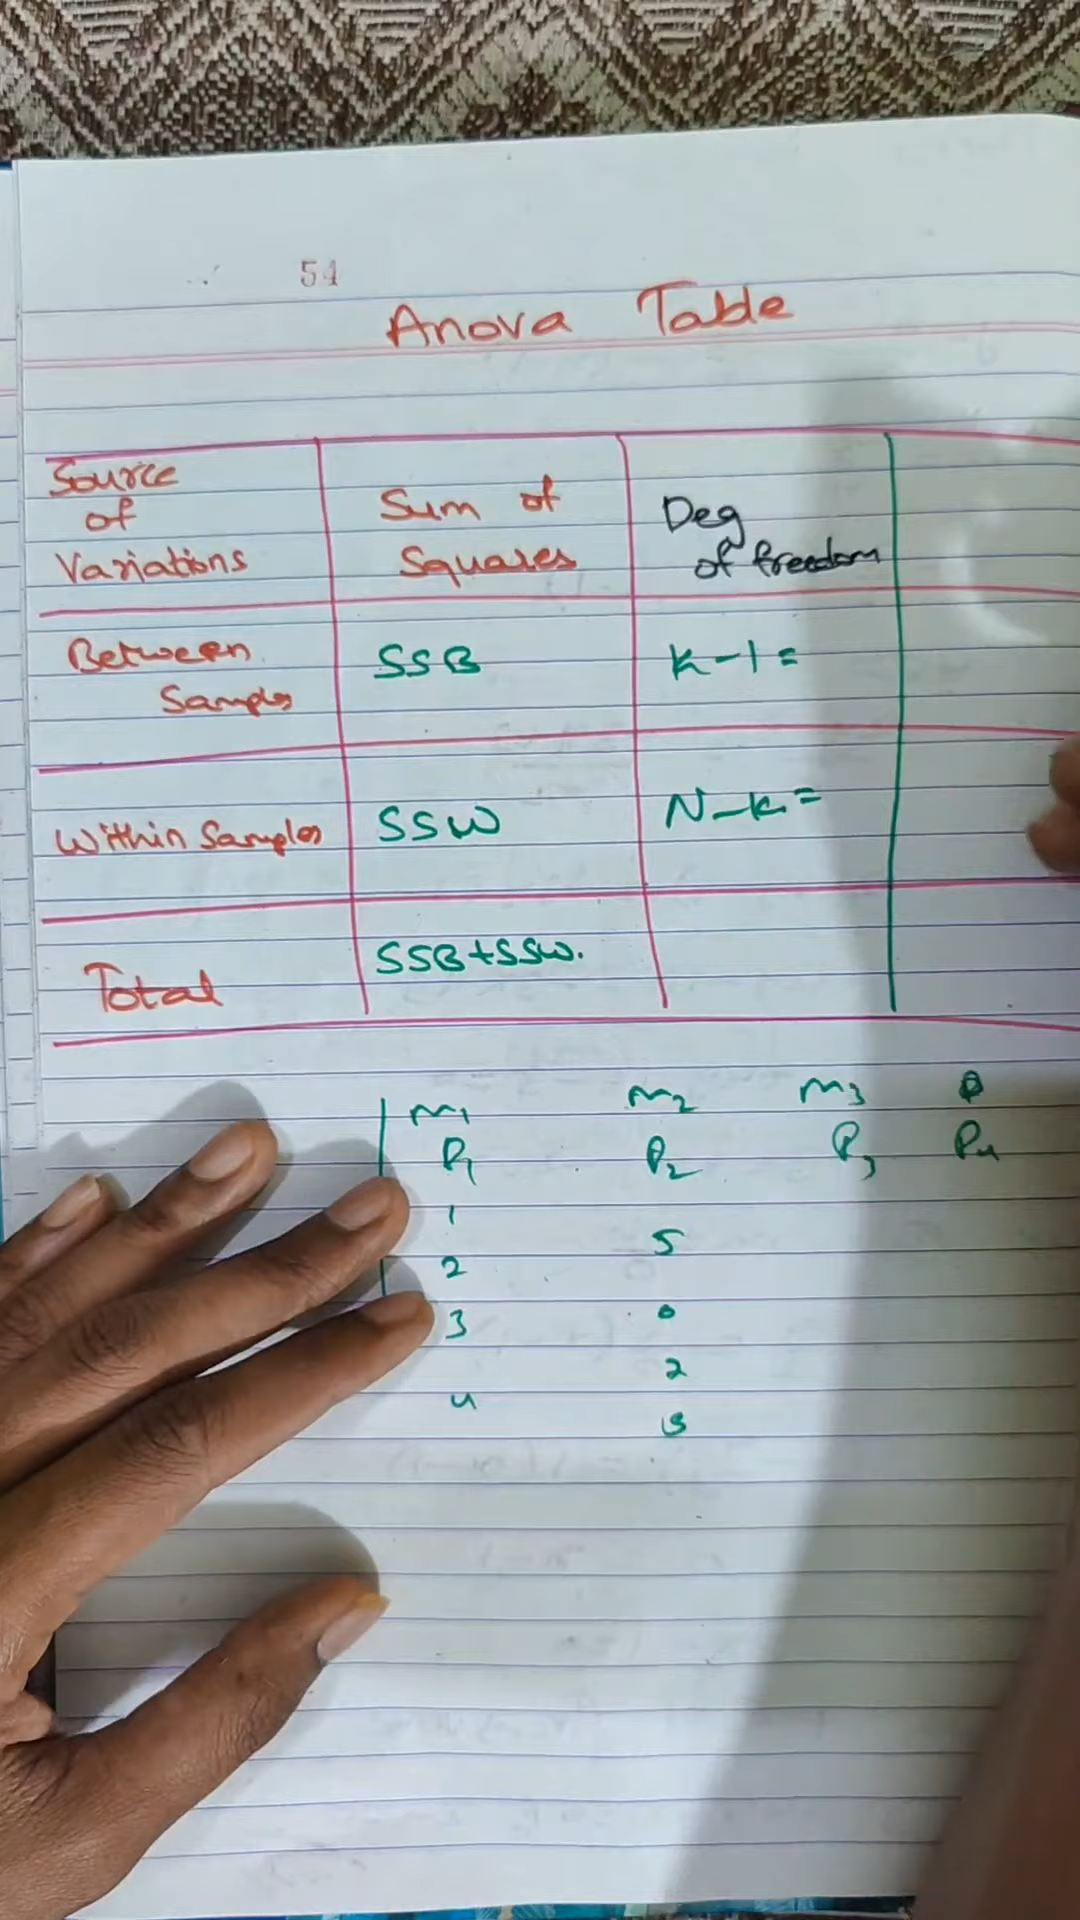 54
Anova Table
Source
of
Variations
Sum of
Squares
Deg
of freedom
Between
Samples
SSB
K-1=
Within Samples
SSW
N-k=
Total
SSB+SSW.
M1 M2 M3
P1 P2 P3 P4
1
5
2
3
0
2
4